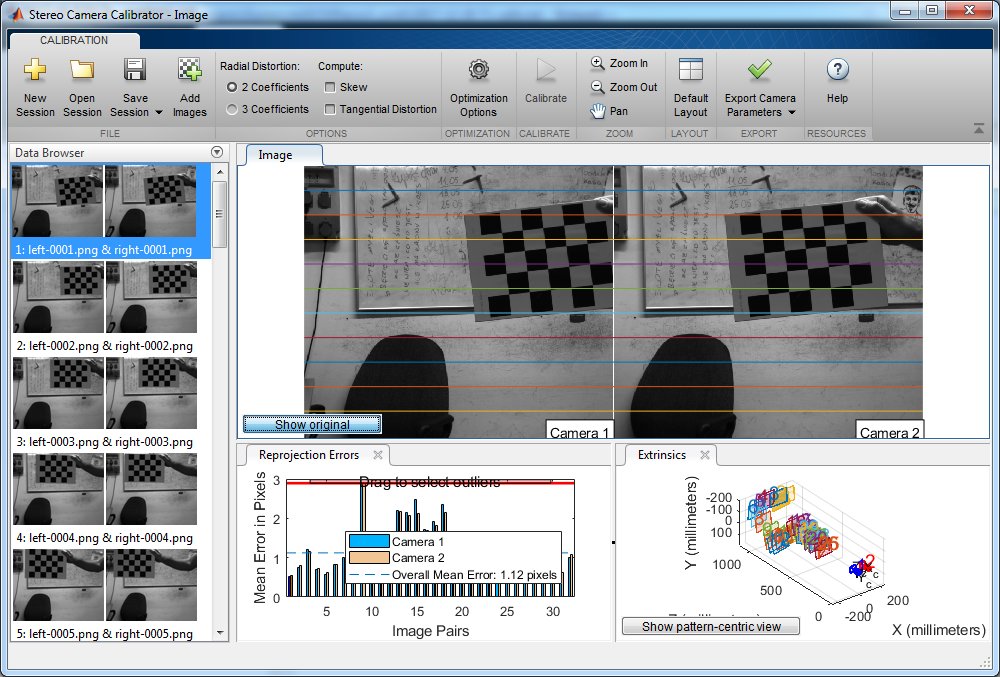 Stereo Camera Calibrator - Image
CALIBRATION
New Session
Open Session
Save Session
Add Images
FILE
Radial Distortion:
2 Coefficients
3 Coefficients
Compute:
Skew
Tangential Distortion
OPTIONS
Optimization Options
OPTIMIZATION
Calibrate
CALIBRATE
Zoom In
Zoom Out
Pan
ZOOM
Default Layout
LAYOUT
Export Camera Parameters
EXPORT
Help
RESOURCES
Data Browser
1: left-0001.png & right-0001.png
2: left-0002.png & right-0002.png
3: left-0003.png & right-0003.png
4: left-0004.png & right-0004.png
5: left-0005.png & right-0005.png
Image
Show original
Camera 1
Camera 2
Reprojection Errors
Drag to select outliers
Mean Error in Pixels
3
2
1
0
Camera 1
Camera 2
Overall Mean Error: 1.12 pixels
5
10
15
20
25
30
Image Pairs
Extrinsics
Y (millimeters)
-200
-100
0
100
1000
500
0
-200
0
200
X (millimeters)
Show pattern-centric view